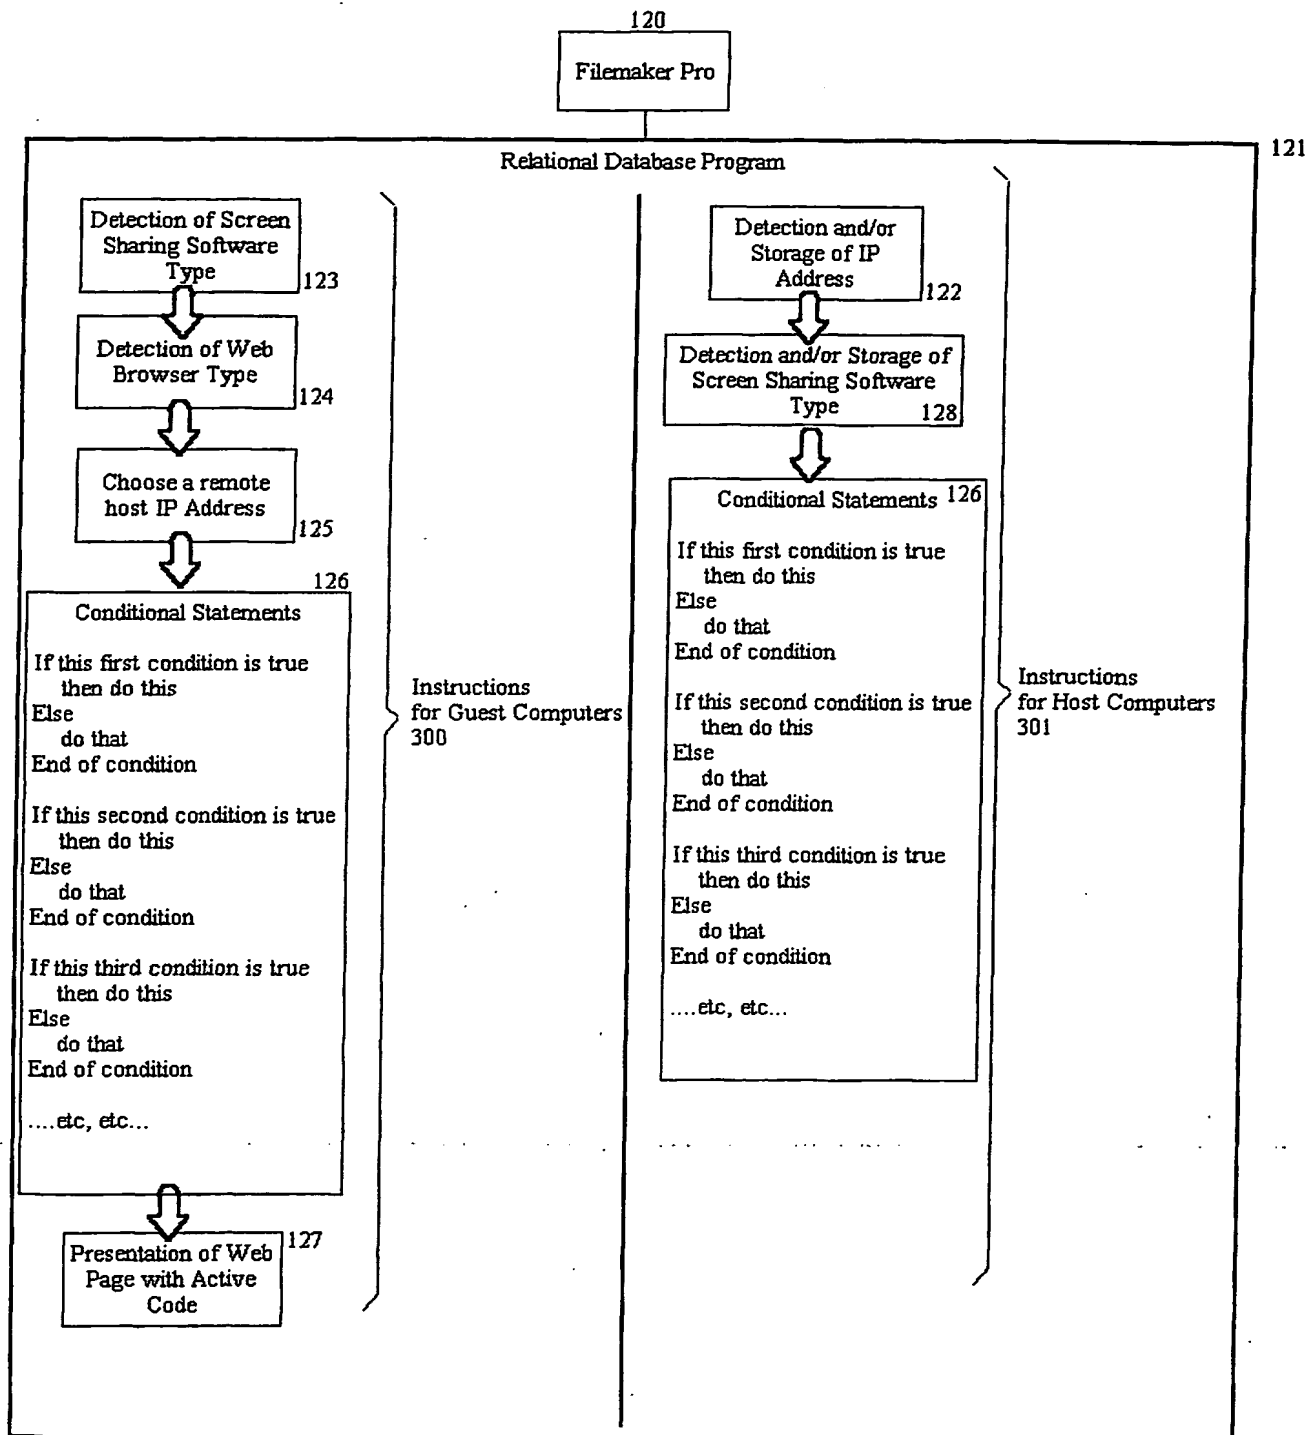 120
Filemaker Pro
121
Relational Database Program
Detection of Screen
Sharing Software
Type
123
Detection of Web
Browser Type
124
Choose a remote
host IP Address
125
126
Conditional Statements
If this first condition is true
then do this
Else
do that
End of condition
If this second condition is true
then do this
Else
do that
End of condition
If this third condition is true
then do this
Else
do that
End of condition
....etc, etc...
127
Presentation of Web
Page with Active
Code
Instructions
for Guest Computers
300
Detection and/or
Storage of IP
Address
122
Detection and/or Storage of
Screen Sharing Software
Type
128
Conditional Statements
126
If this first condition is true
then do this
Else
do that
End of condition
If this second condition is true
then do this
Else
do that
End of condition
If this third condition is true
then do this
Else
do that
End of condition
....etc, etc...
Instructions
for Host Computers
301